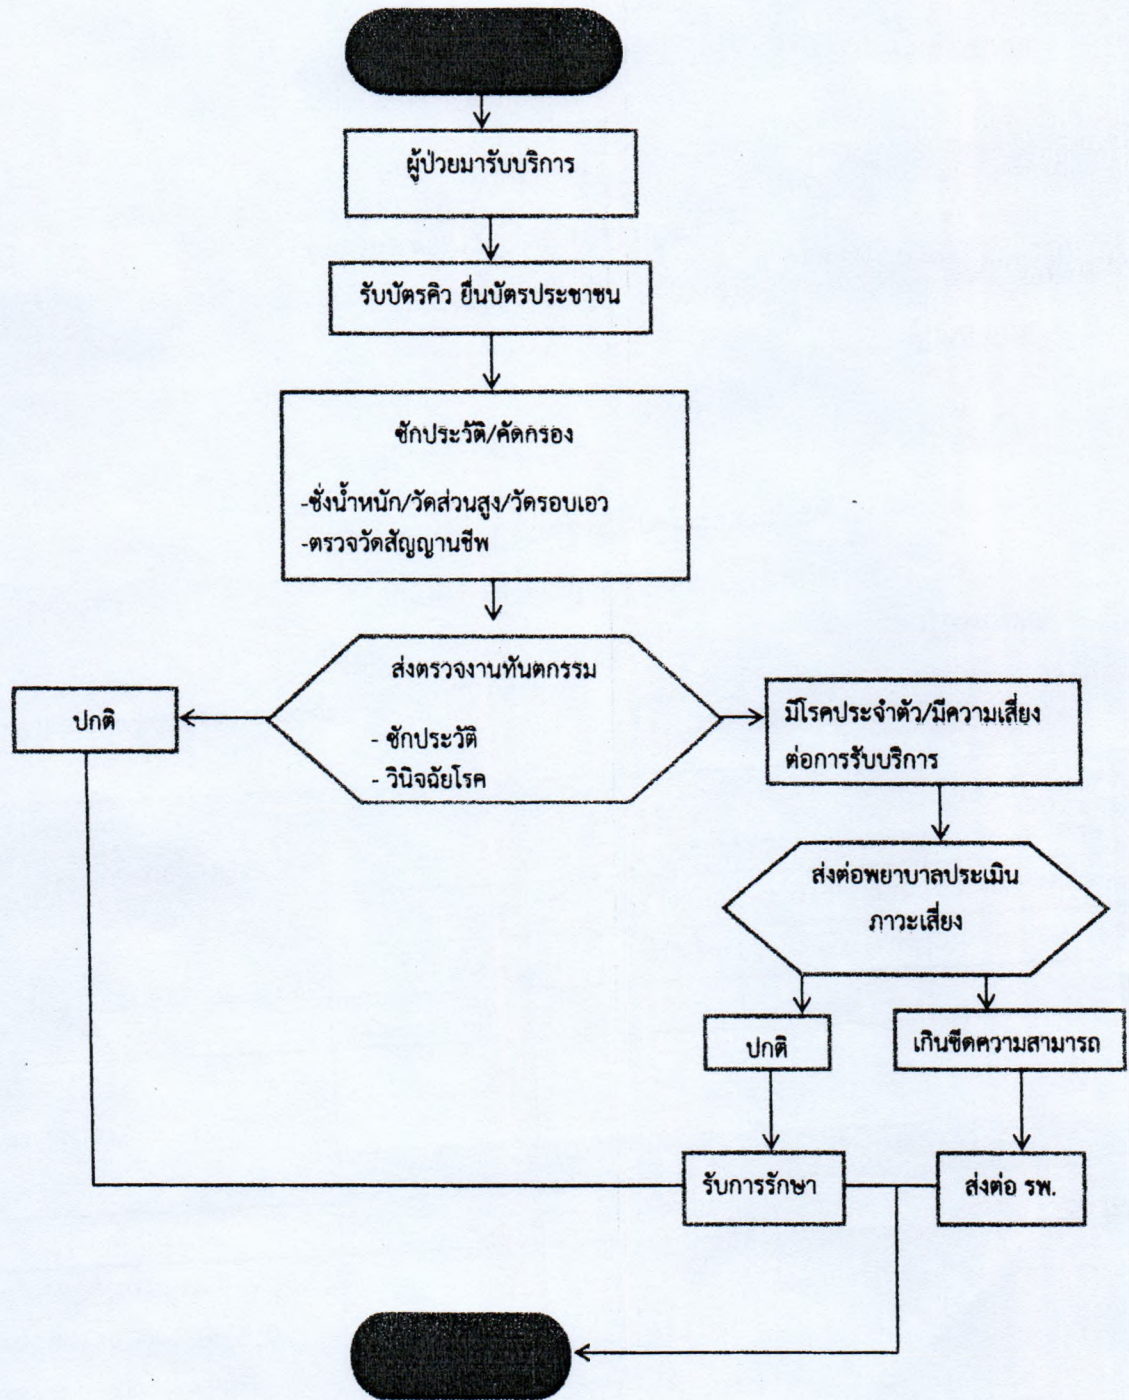 ผู้ป่วยมารับบริการ
รับบัตรคิว ยื่นบัตรประชาชน
ซักประวัติ/คัดกรอง
-ชั่งน้ำหนัก/วัดส่วนสูง/วัดรอบเอว
-ตรวจวัดสัญญานชีพ
ส่งตรวจงานทันตกรรม
- ซักประวัติ
- วินิจฉัยโรค
ปกติ
มีโรคประจำตัว/มีความเสี่ยง
ต่อการรับบริการ
ส่งต่อพยาบาลประเมิน
ภาวะเสี่ยง
ปกติ
เกินขีดความสามารถ
รับการรักษา
ส่งต่อ รพ.